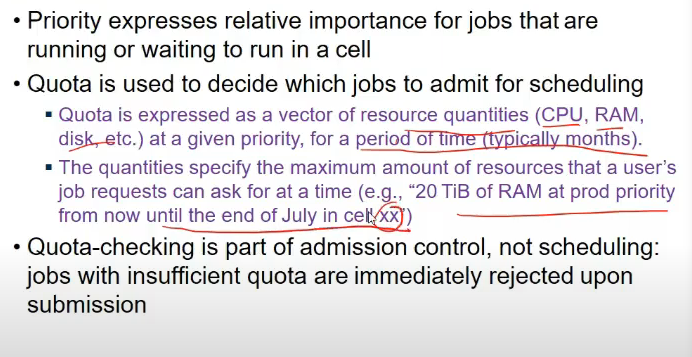 • Priority expresses relative importance for jobs that are
running or waiting to run in a cell
• Quota is used to decide which jobs to admit for scheduling
▪ Quota is expressed as a vector of resource quantities (CPU, RAM,
disk, etc.) at a given priority, for a period of time (typically months).
▪ The quantities specify the maximum amount of resources that a user's
job requests can ask for at a time (e.g., “20 TiB of RAM at prod priority
from now until the end of July in cell xx”)
• Quota-checking is part of admission control, not scheduling:
jobs with insufficient quota are immediately rejected upon
submission